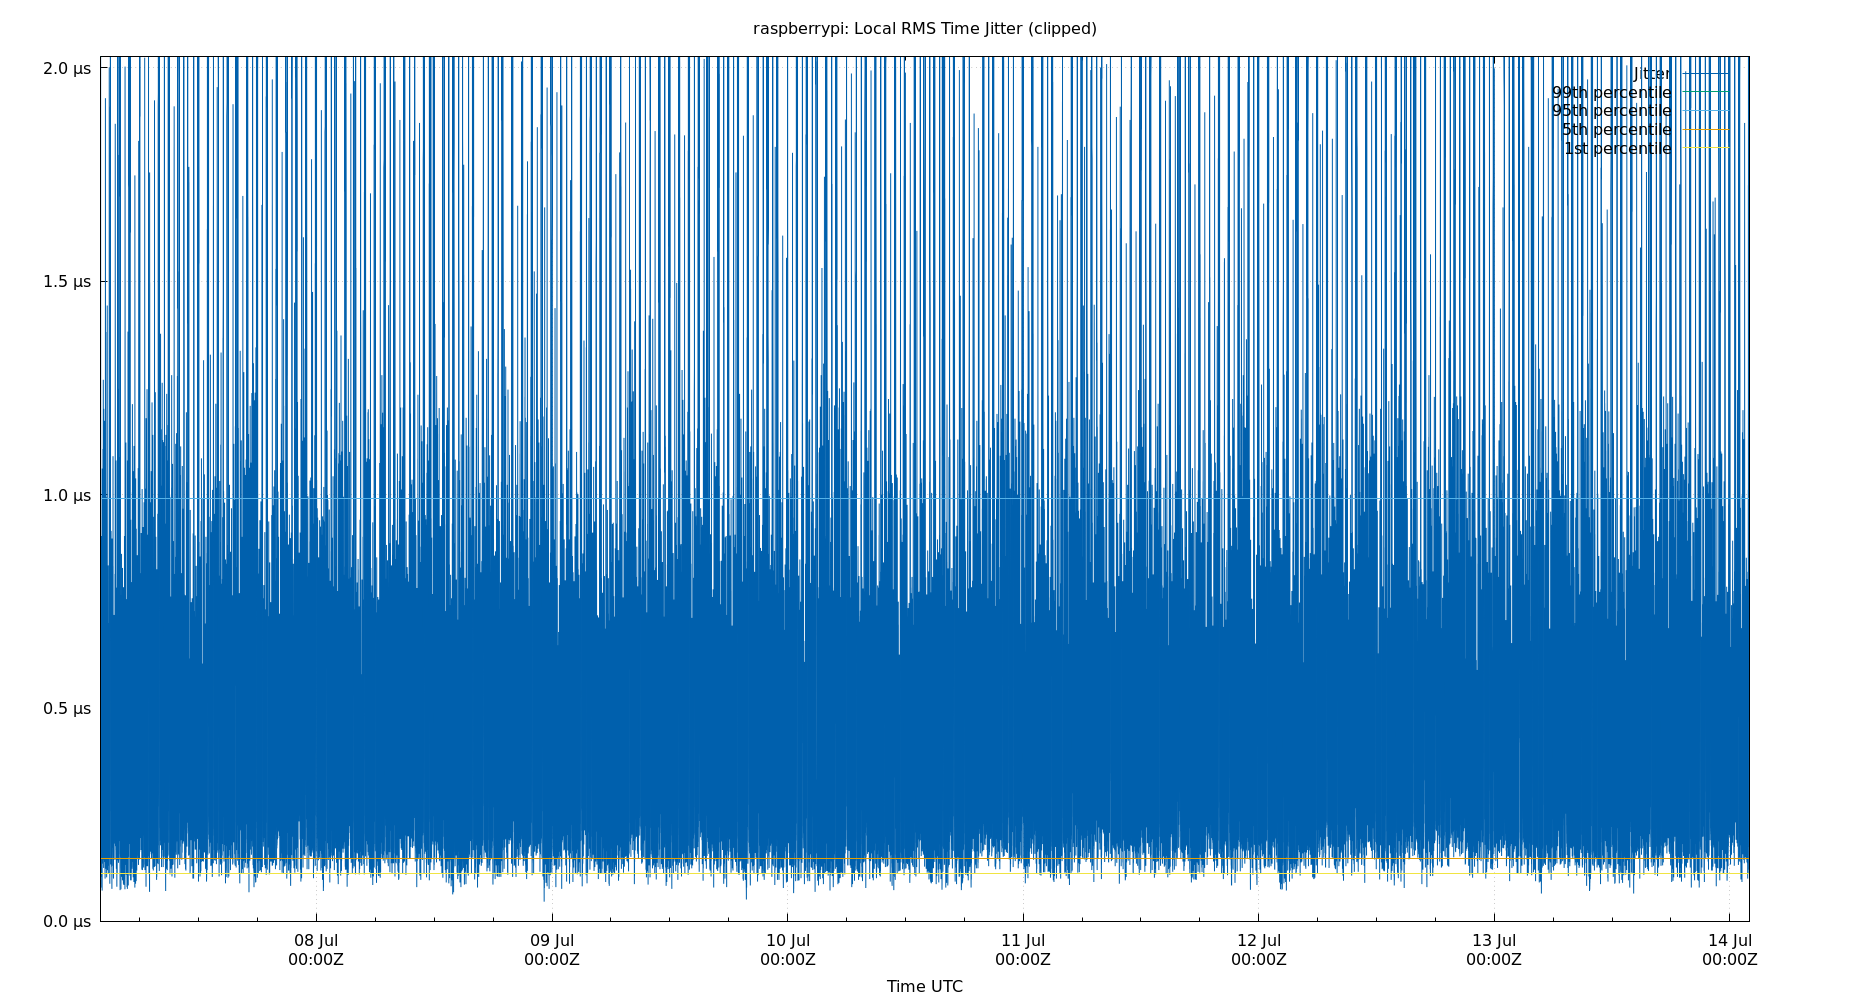 raspberrypi: Local RMS Time Jitter (clipped)
2.0 μs
Jitter
99th percentile
95th percentile
5th percentile
1st percentile
1.5 μs
1.0 μs
0.5 μs
0.0 μs
08 Jul 09 Jul 10 Jul 11 Jul 12 Jul 13 Jul 14 Jul
00:00Z 00:00Z 00:00Z 00:00Z 00:00Z 00:00Z 00:00Z
Time UTC